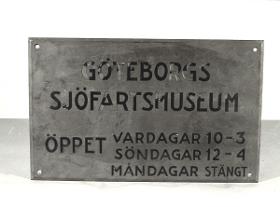 GÖTEBORGS
SJÖFARTSMUSEUM
ÖPPET VARDAGAR 10-3
SÖNDAGAR 12-4
MÅNDAGAR STÄNGT